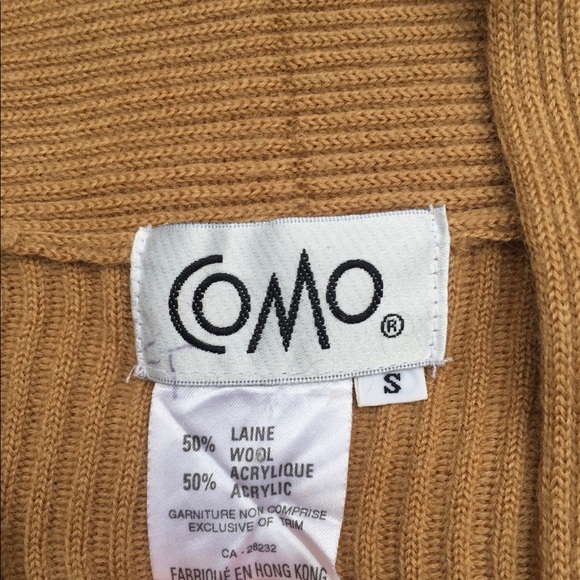 COMO®
S
50% LAINE
WOOL
50% ACRYLIQUE
ACRYLIC
GARNITURE NON COMPRISE
EXCLUSIVE OF TRIM
CA - 26232
FABRIQUÉ EN HONG KONG